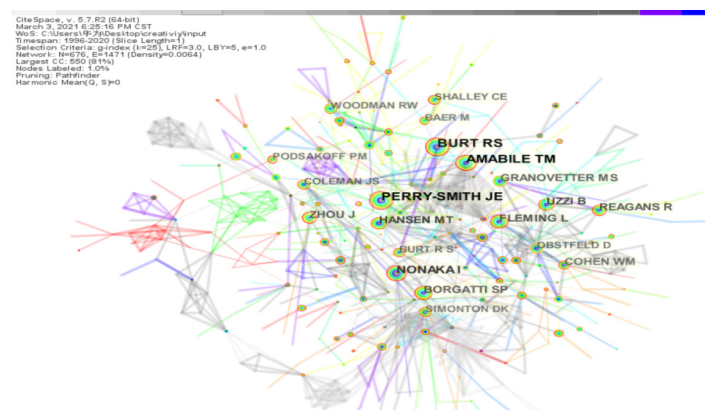 CiteSpace, v. 5.7.R2 (64-bit)
March 3, 2021 6:25:16 PM CST
WoS: C:\Users\毕为\Desktop\creativiy\input
Timespan: 1996-2020 (Slice Length=1)
Selection Criteria: g-index (k=25), LRF=3.0, LBY=5, e=1.0
Network: N=676, E=1471 (Density=0.0064)
Largest CC: 550 (81%)
Nodes Labeled: 1.0%
Pruning: Pathfinder
Harmonic Mean(Q, S)=0
SHALLEY CE
WOODMAN RW
BAER M
BURT RS
PODSAKOFF PM
AMABILE TM
COLEMAN JS
GRANOVETTER MS
PERRY-SMITH JE
UZZI B
REAGANS R
ZHOU J
HANSEN MT
FLEMING L
BURT R S
OBSTFELD D
COHEN WM
NONAKA I
BORGATTI SP
SIMONTON DK